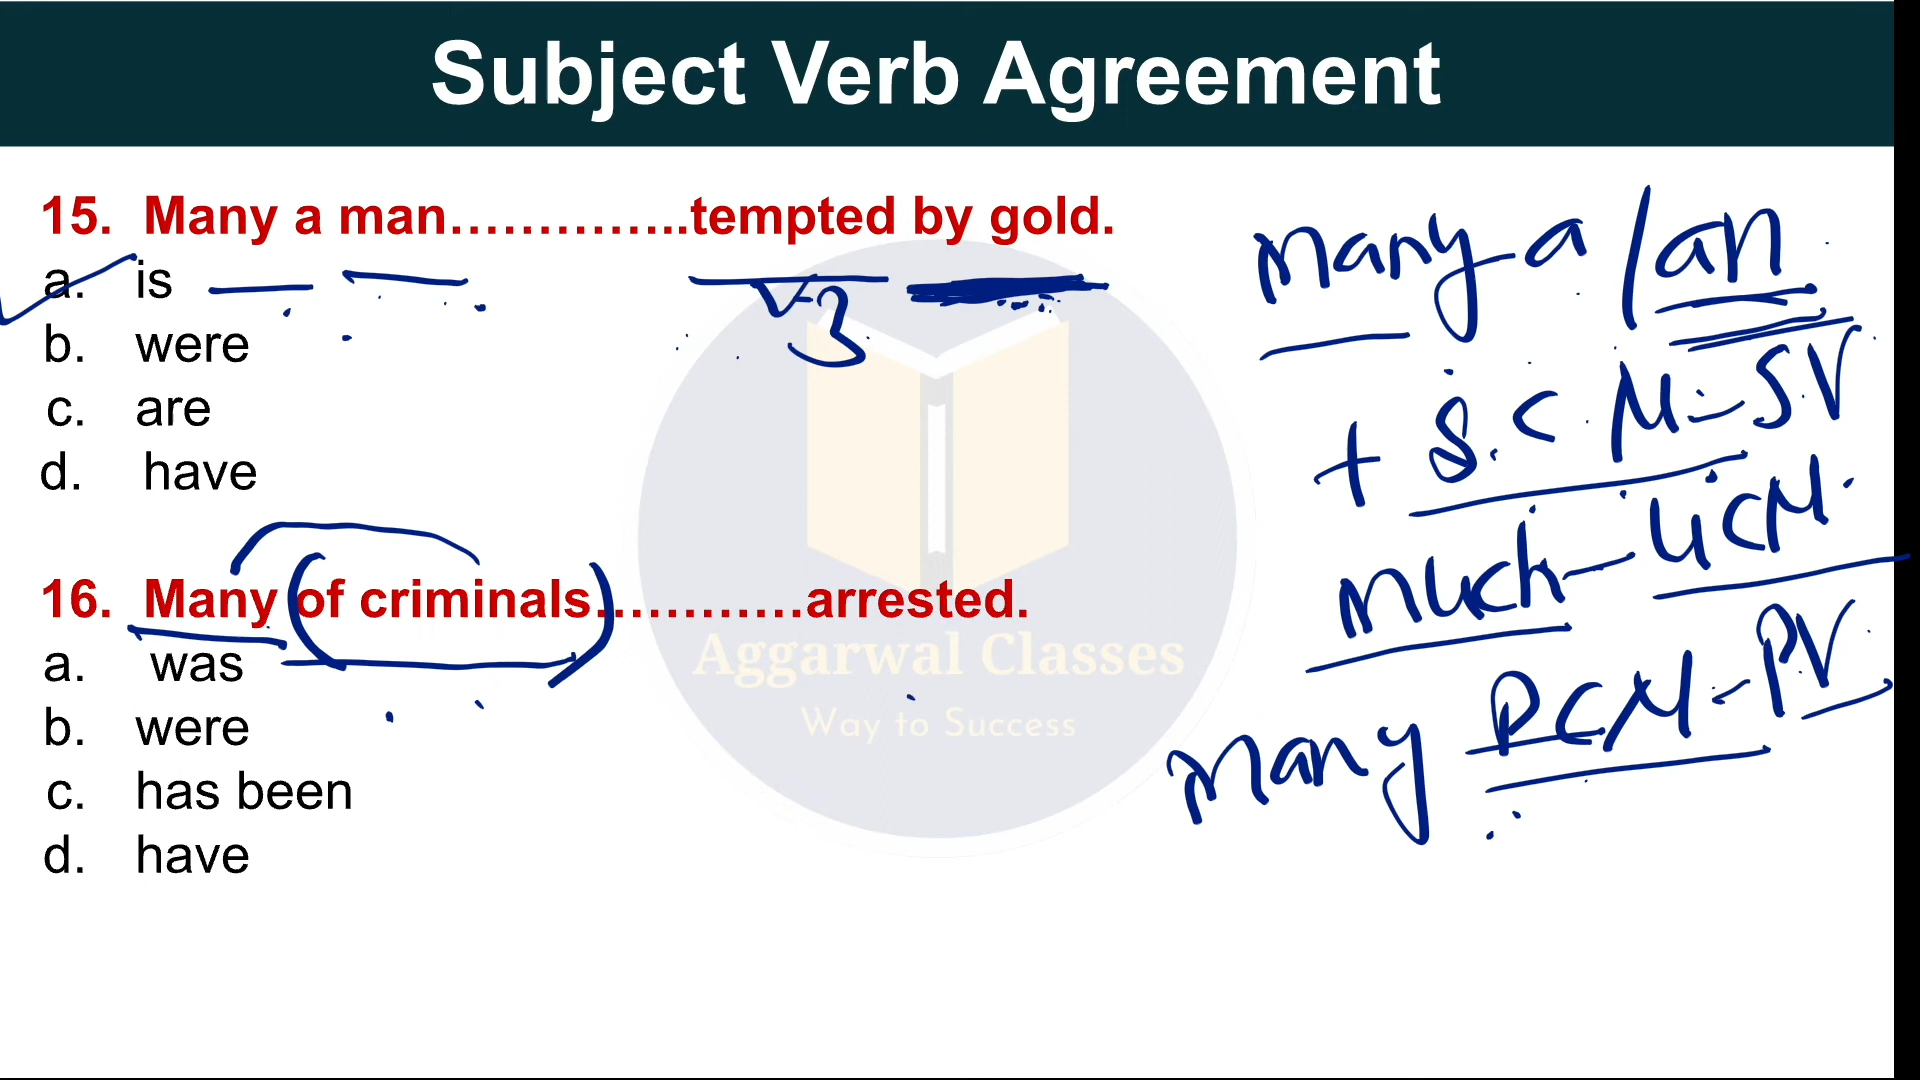 Subject Verb Agreement
15. Many a man…………..tempted by gold.
a. is
b. were
c. are
d. have
V3
16. Many of criminals…………arrested.
a. was
b. were
c. has been
d. have
Many a / an
+ S.C N - SV
Much - UCN.
Many PCN - PV
Aggarwal Classes
Way to Success